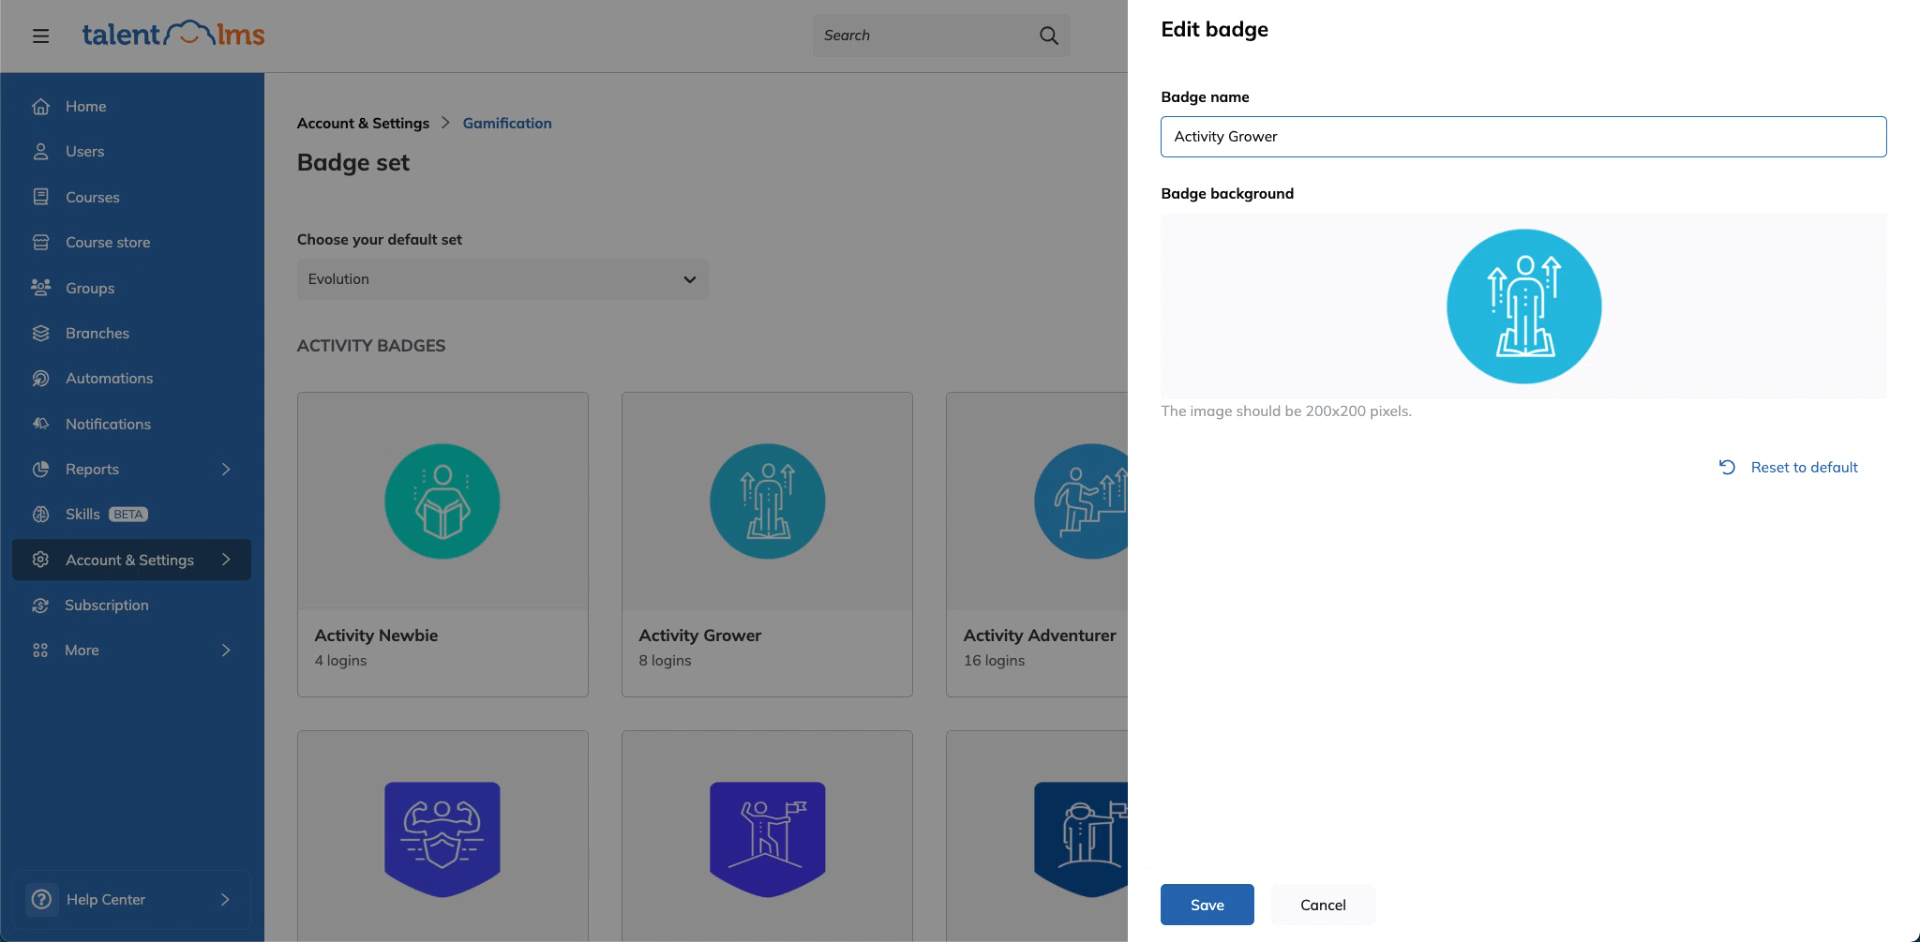 talentlms
Search
Home
Users
Courses
Course store
Groups
Branches
Automations
Notifications
Reports
Skills BETA
Account & Settings
Subscription
More
Help Center
Account & Settings > Gamification
Badge set
Choose your default set
Evolution
ACTIVITY BADGES
Activity Newbie
4 logins
Activity Grower
8 logins
Activity Adventurer
16 logins
Edit badge
Badge name
Activity Grower
Badge background
The image should be 200x200 pixels.
Reset to default
Save
Cancel